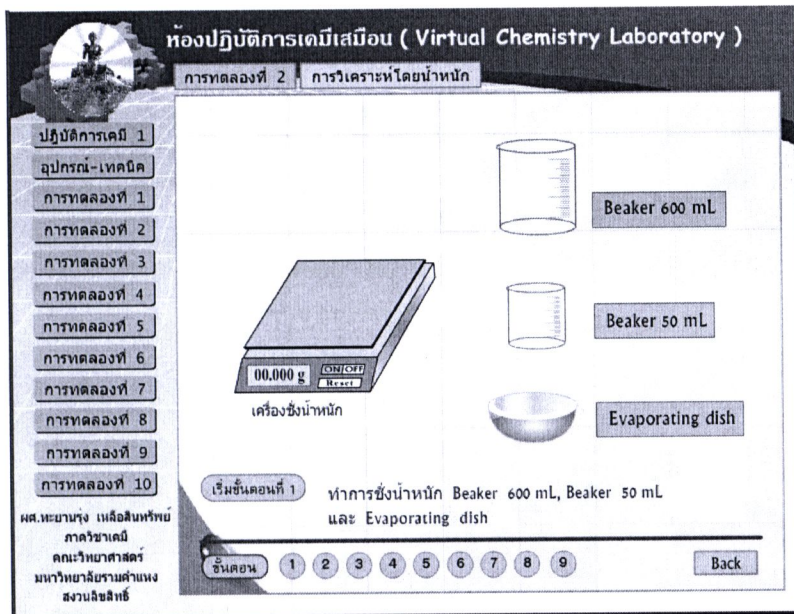 ห้องปฏิบัติการเคมีเสมือน ( Virtual Chemistry Laboratory )
การทดลองที่ 2
การวิเคราะห์โดยน้ำหนัก
ปฏิบัติการเคมี 1
อุปกรณ์-เทคนิค
การทดลองที่ 1
การทดลองที่ 2
การทดลองที่ 3
การทดลองที่ 4
การทดลองที่ 5
การทดลองที่ 6
การทดลองที่ 7
การทดลองที่ 8
การทดลองที่ 9
การทดลองที่ 10
ผศ.ทะยานรุ่ง เหลือสินทรัพย์
ภาควิชาเคมี
คณะวิทยาศาสตร์
มหาวิทยาลัยรามคำแหง
สงวนลิขสิทธิ์
Beaker 600 mL
Beaker 50 mL
Evaporating dish
00.000 g
ON|OFF
Reset
เครื่องชั่งน้ำหนัก
เริ่มขั้นตอนที่ 1
ทำการชั่งน้ำหนัก Beaker 600 mL, Beaker 50 mL
และ Evaporating dish
ขั้นตอน 1 2 3 4 5 6 7 8 9
Back